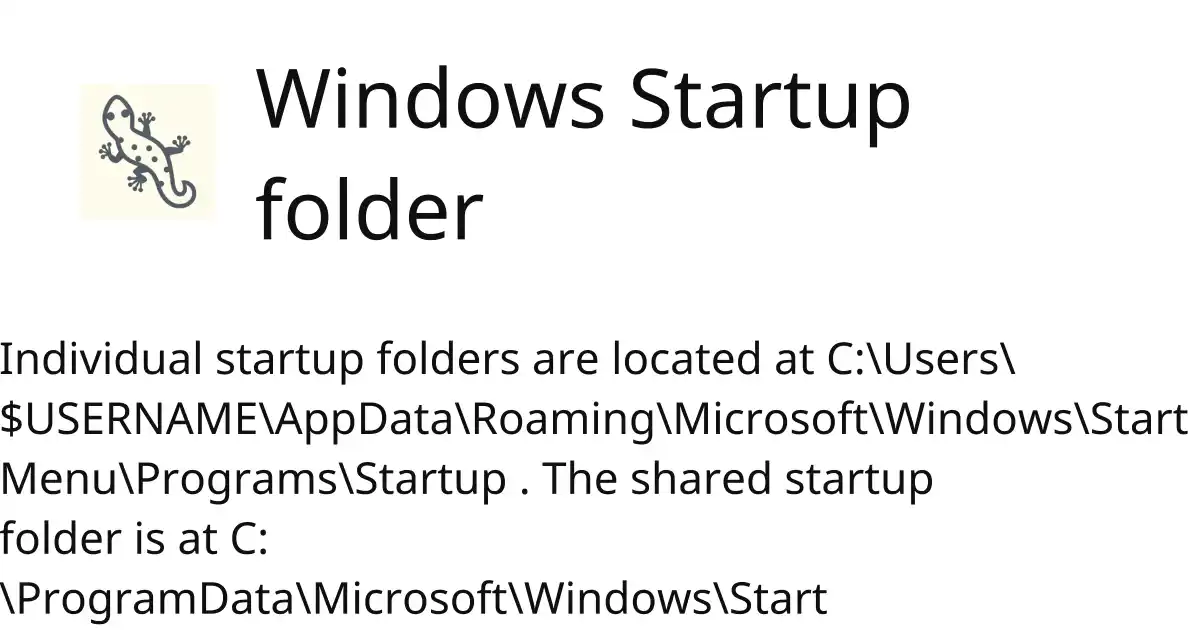 Windows Startup
folder
Individual startup folders are located at C:\Users\
$USERNAME\AppData\Roaming\Microsoft\Windows\Start
Menu\Programs\Startup . The shared startup
folder is at C:
\ProgramData\Microsoft\Windows\Start